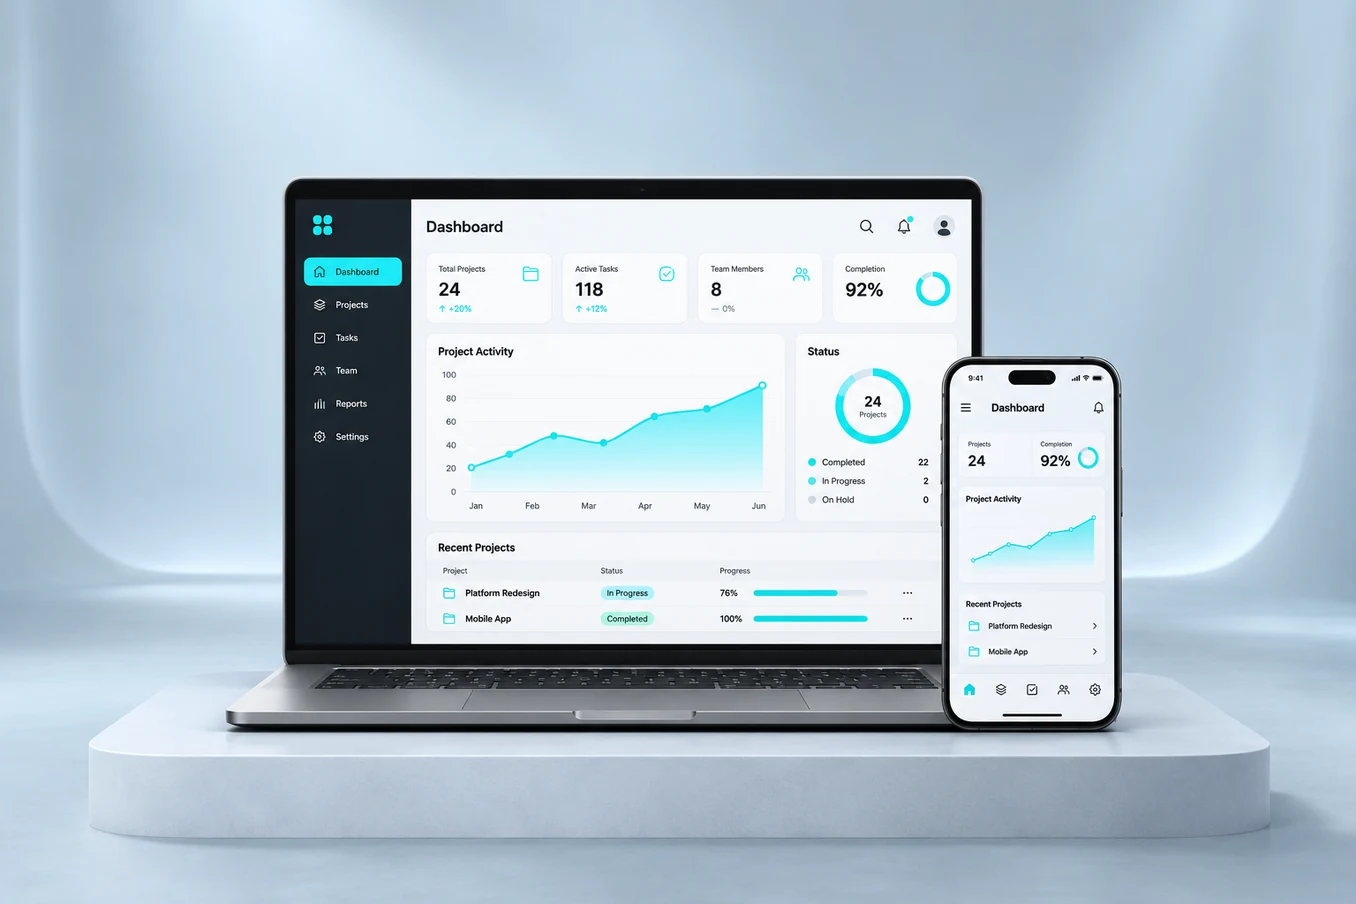 Dashboard
Dashboard
Projects
Tasks
Team
Reports
Settings
Total Projects
24
↑ +20%
Active Tasks
118
↑ +12%
Team Members
8
— 0%
Completion
92%
Project Activity
100
80
60
40
20
0
Jan Feb Mar Apr May Jun
Status
24
Projects
Completed 22
In Progress 2
On Hold 0
Recent Projects
Project Status Progress
Platform Redesign In Progress 76%
Mobile App Completed 100%
9:41
Dashboard
Projects
24
Completion
92%
Project Activity
Recent Projects
Platform Redesign
Mobile App